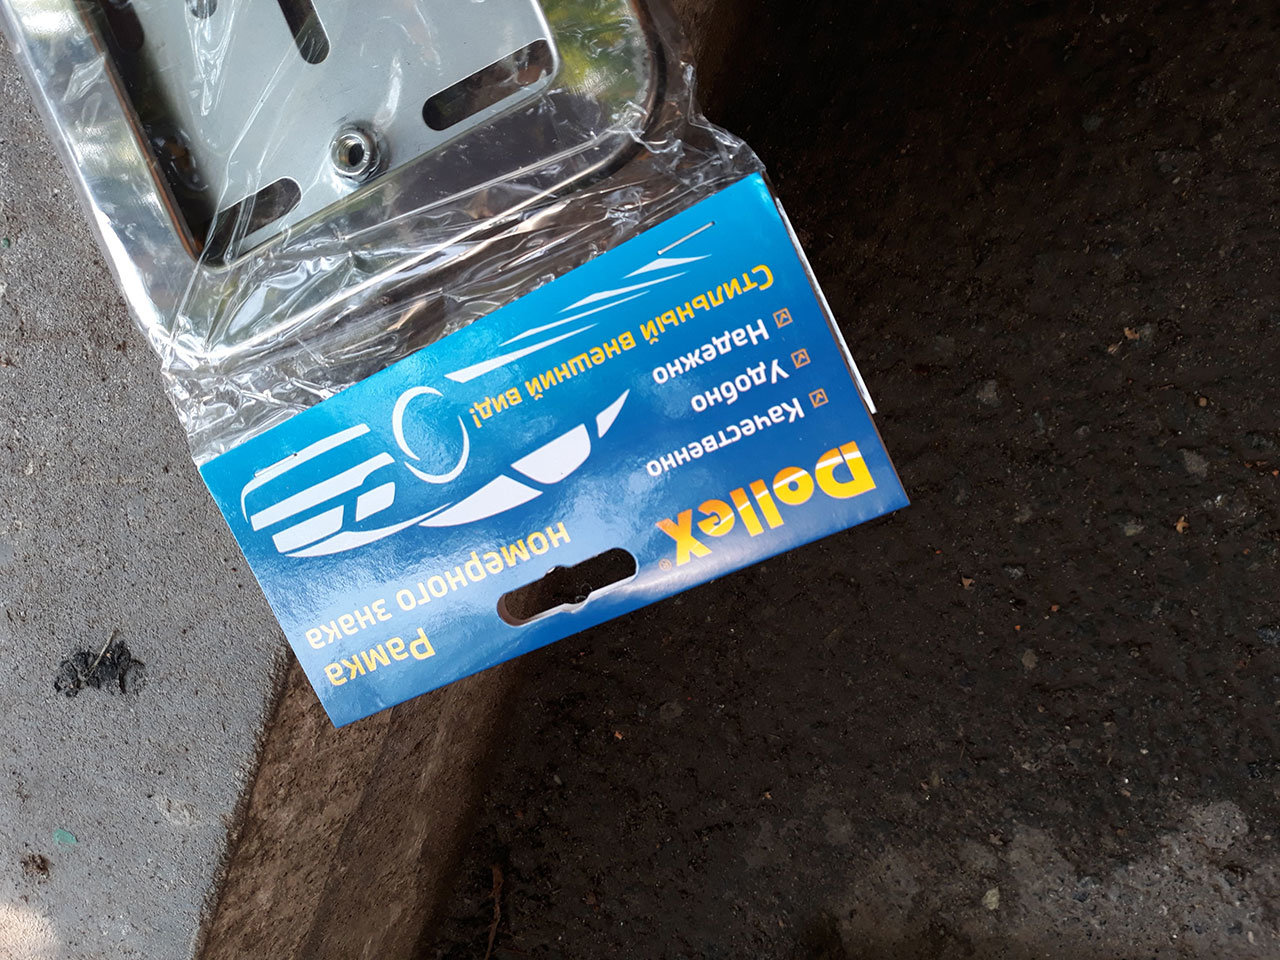 Рамка
номерного знака
DolleX®
Качественно
Удобно
Надежно
Стильный внешний вид!